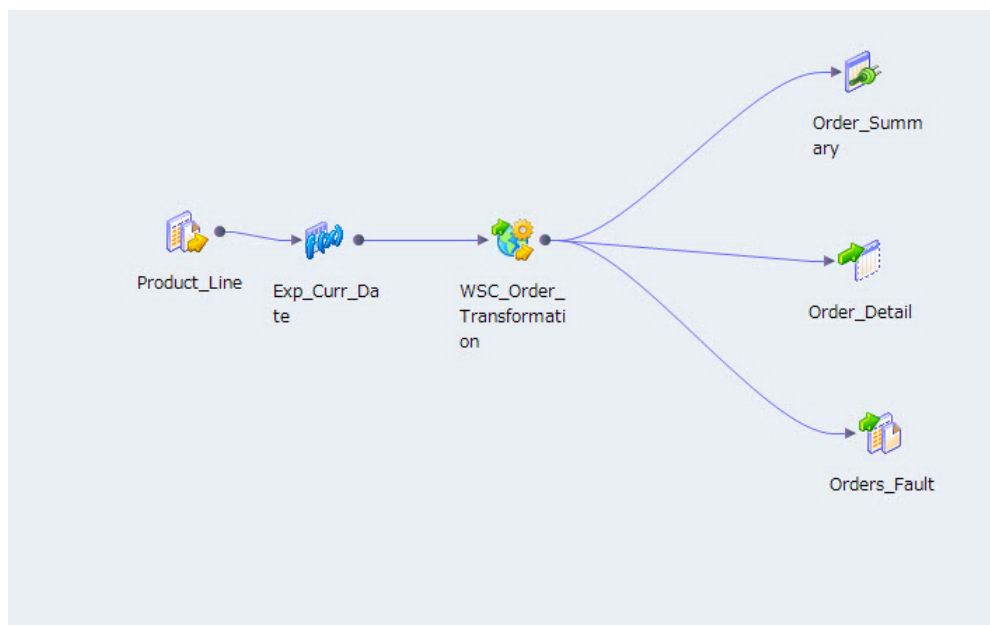 Order_Summ
ary
Product_Line
f(x)
Exp_Curr_Da
te
WSC_Order_
Transformati
on
Order_Detail
Orders_Fault